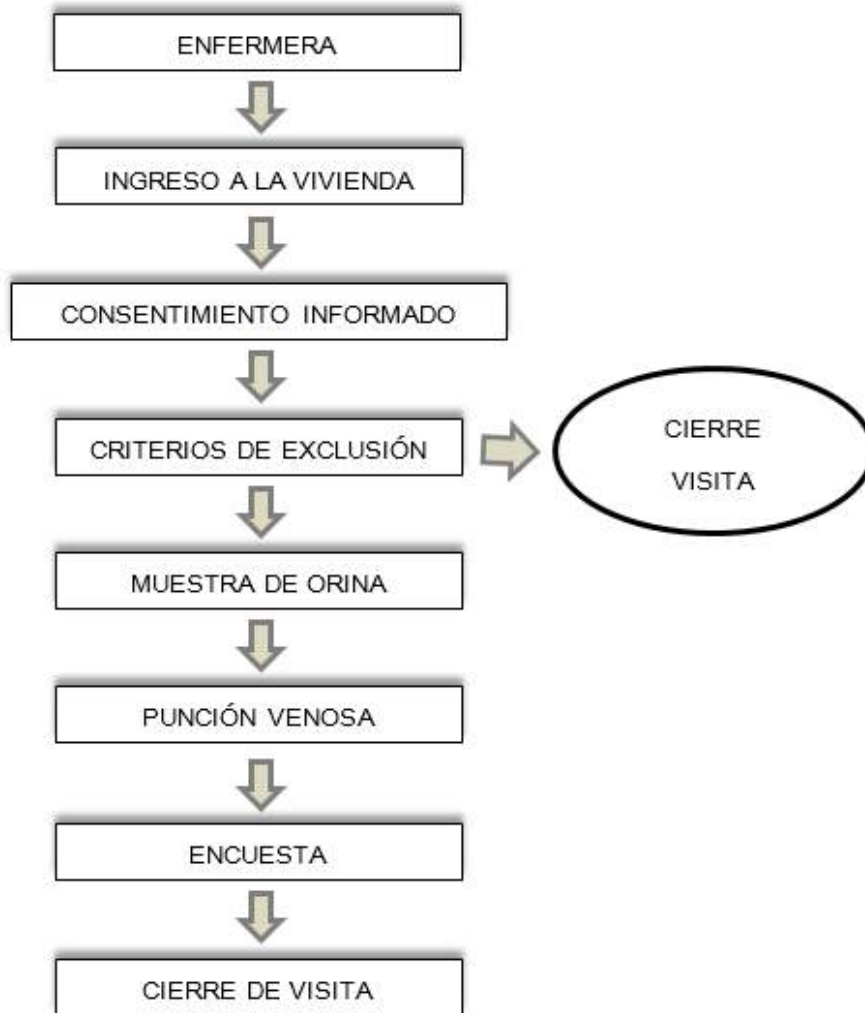 ENFERMERA
INGRESO A LA VIVIENDA
CONSENTIMIENTO INFORMADO
CRITERIOS DE EXCLUSIÓN
CIERRE
VISITA
MUESTRA DE ORINA
PUNCIÓN VENOSA
ENCUESTA
CIERRE DE VISITA